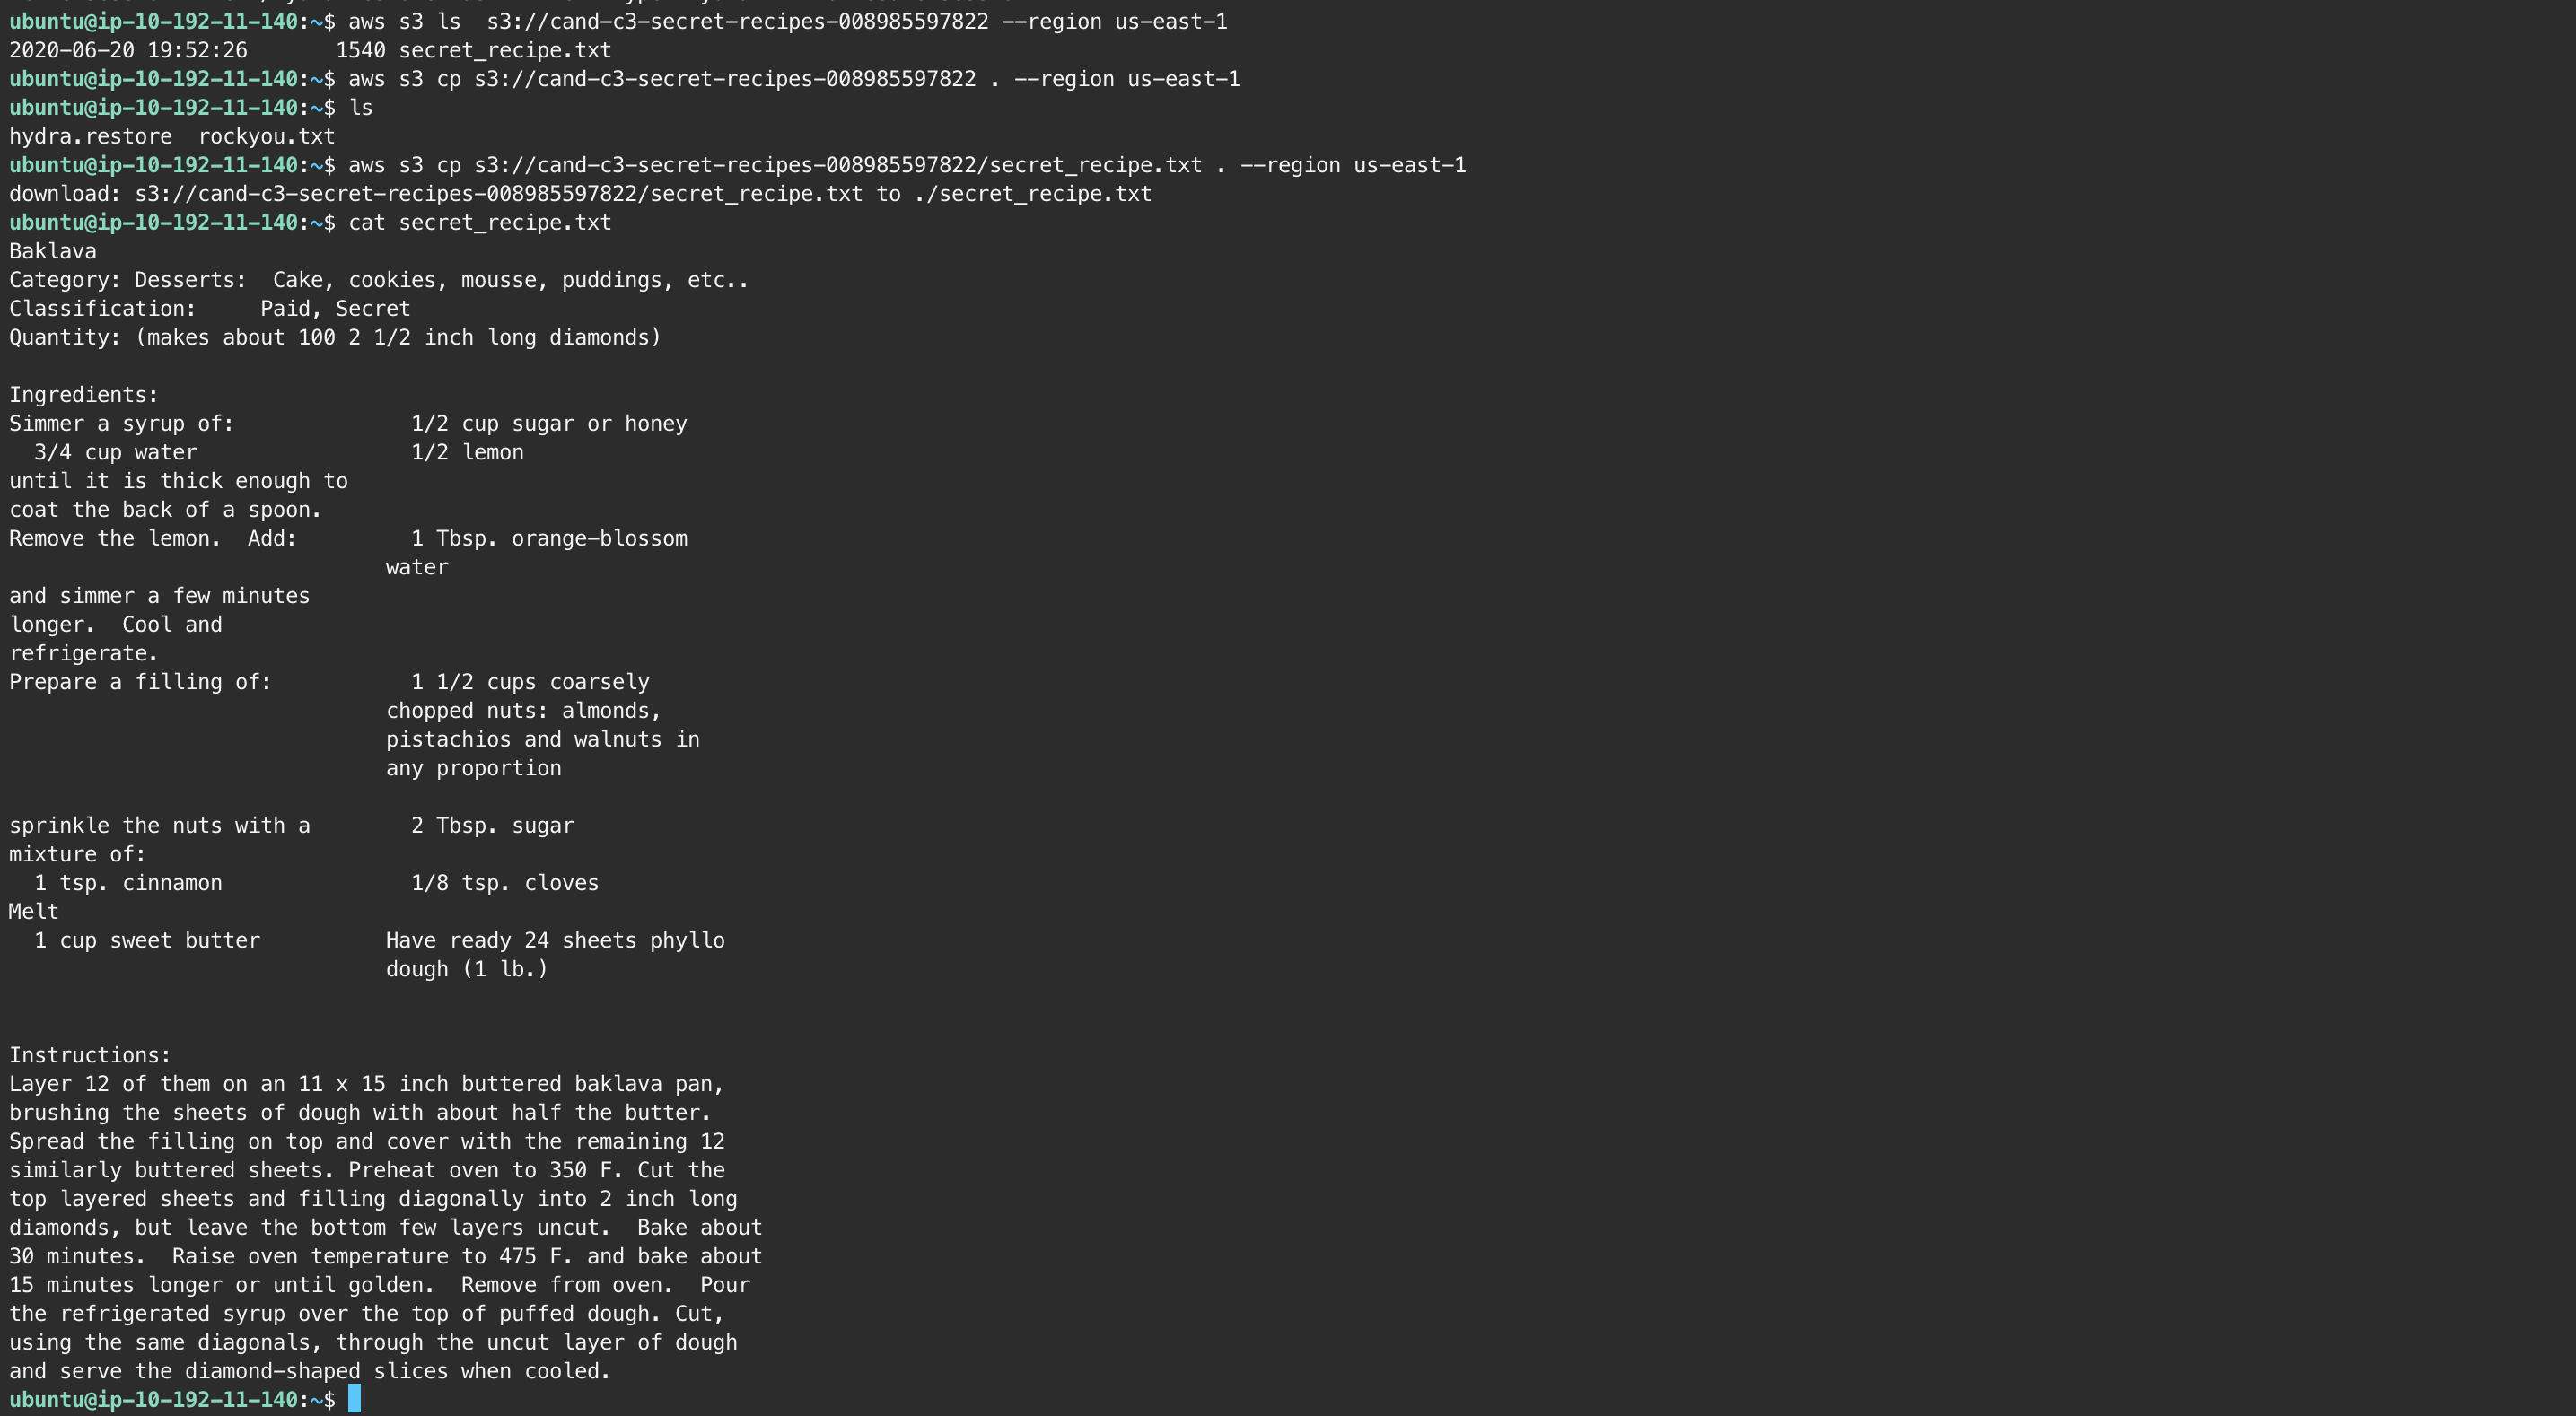 ubuntu@ip-10-192-11-140:~$ aws s3 ls  s3://cand-c3-secret-recipes-008985597822 --region us-east-1
2020-06-20 19:52:26       1540 secret_recipe.txt
ubuntu@ip-10-192-11-140:~$ aws s3 cp s3://cand-c3-secret-recipes-008985597822 . --region us-east-1
ubuntu@ip-10-192-11-140:~$ ls
hydra.restore  rockyou.txt
ubuntu@ip-10-192-11-140:~$ aws s3 cp s3://cand-c3-secret-recipes-008985597822/secret_recipe.txt . --region us-east-1
download: s3://cand-c3-secret-recipes-008985597822/secret_recipe.txt to ./secret_recipe.txt
ubuntu@ip-10-192-11-140:~$ cat secret_recipe.txt
Baklava
Category: Desserts:  Cake, cookies, mousse, puddings, etc..
Classification:     Paid, Secret
Quantity: (makes about 100 2 1/2 inch long diamonds)

Ingredients:
Simmer a syrup of:              1/2 cup sugar or honey
  3/4 cup water                 1/2 lemon
until it is thick enough to
coat the back of a spoon.
Remove the lemon.  Add:         1 Tbsp. orange-blossom
                              water
and simmer a few minutes
longer.  Cool and
refrigerate.
Prepare a filling of:           1 1/2 cups coarsely
                              chopped nuts: almonds,
                              pistachios and walnuts in
                              any proportion

sprinkle the nuts with a        2 Tbsp. sugar
mixture of:
  1 tsp. cinnamon               1/8 tsp. cloves
Melt
  1 cup sweet butter          Have ready 24 sheets phyllo
                              dough (1 lb.)

Instructions:
Layer 12 of them on an 11 x 15 inch buttered baklava pan,
brushing the sheets of dough with about half the butter.
Spread the filling on top and cover with the remaining 12
similarly buttered sheets. Preheat oven to 350 F. Cut the
top layered sheets and filling diagonally into 2 inch long
diamonds, but leave the bottom few layers uncut.  Bake about
30 minutes.  Raise oven temperature to 475 F. and bake about
15 minutes longer or until golden.  Remove from oven.  Pour
the refrigerated syrup over the top of puffed dough. Cut,
using the same diagonals, through the uncut layer of dough
and serve the diamond-shaped slices when cooled.
ubuntu@ip-10-192-11-140:~$